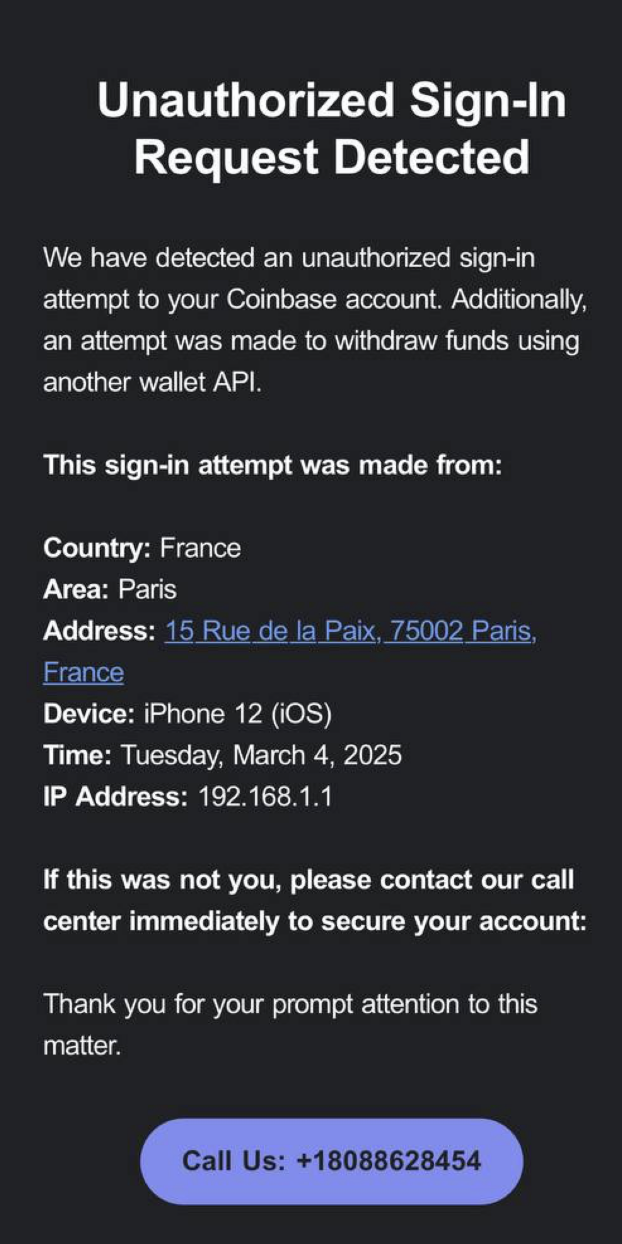 Unauthorized Sign-In
Request Detected
We have detected an unauthorized sign-in
attempt to your Coinbase account. Additionally,
an attempt was made to withdraw funds using
another wallet API.
This sign-in attempt was made from:
Country: France
Area: Paris
Address: 15 Rue de la Paix, 75002 Paris,
France
Device: iPhone 12 (iOS)
Time: Tuesday, March 4, 2025
IP Address: 192.168.1.1
If this was not you, please contact our call
center immediately to secure your account:
Thank you for your prompt attention to this
matter.
Call Us: +18088628454